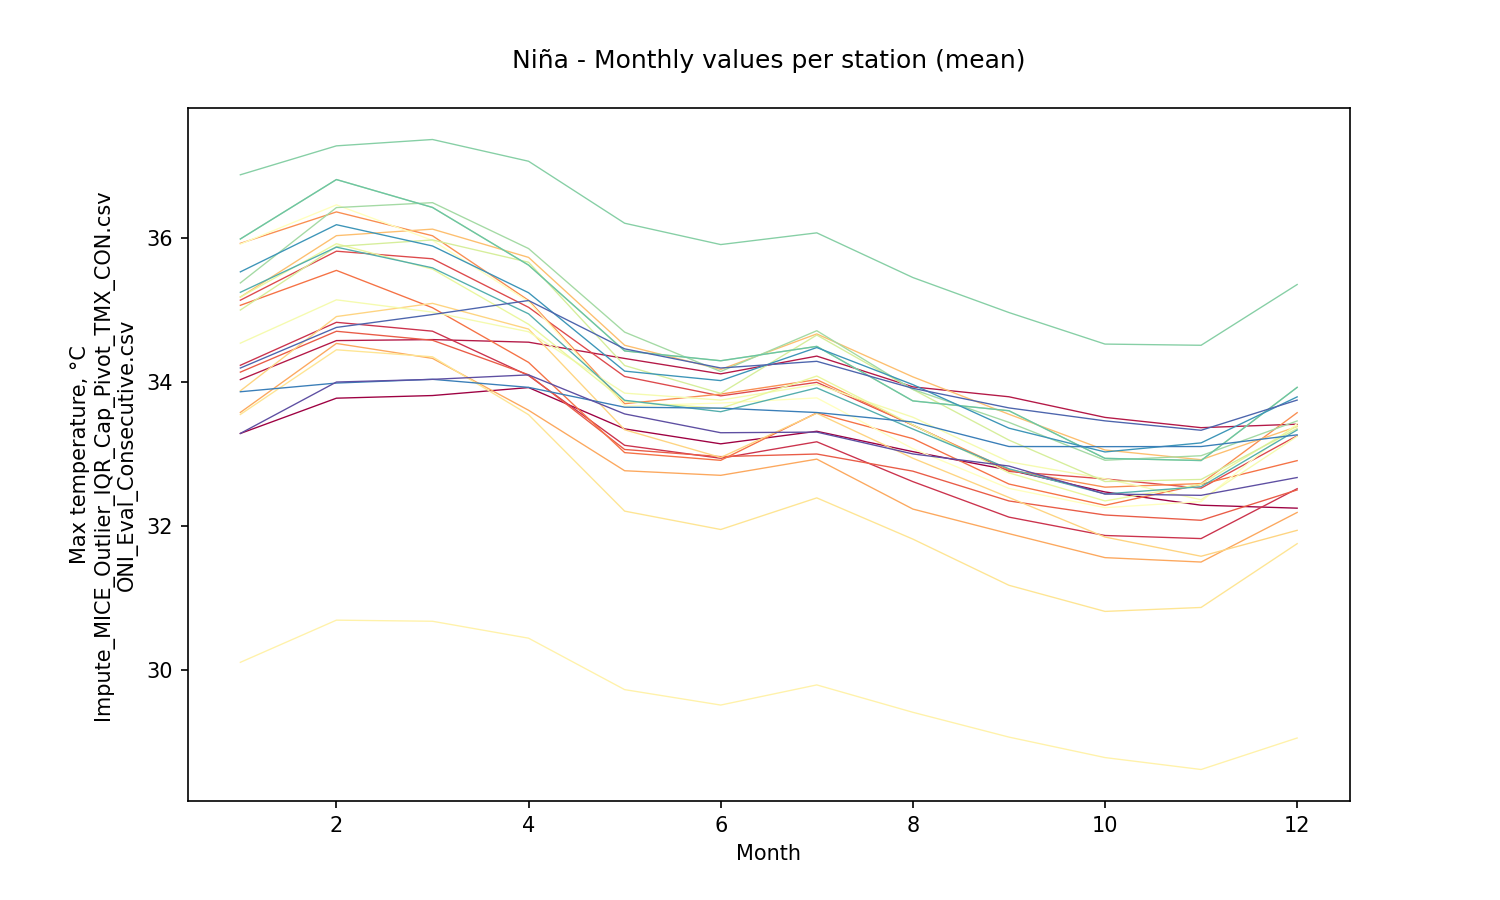 Niña - Monthly values per station (mean)
Max temperature, °C
Impute_MICE_Outlier_IQR_Cap_Pivot_TMX_CON.csv
ONI_Eval_Consecutive.csv
36
34
32
30
2 4 6 8 10 12
Month